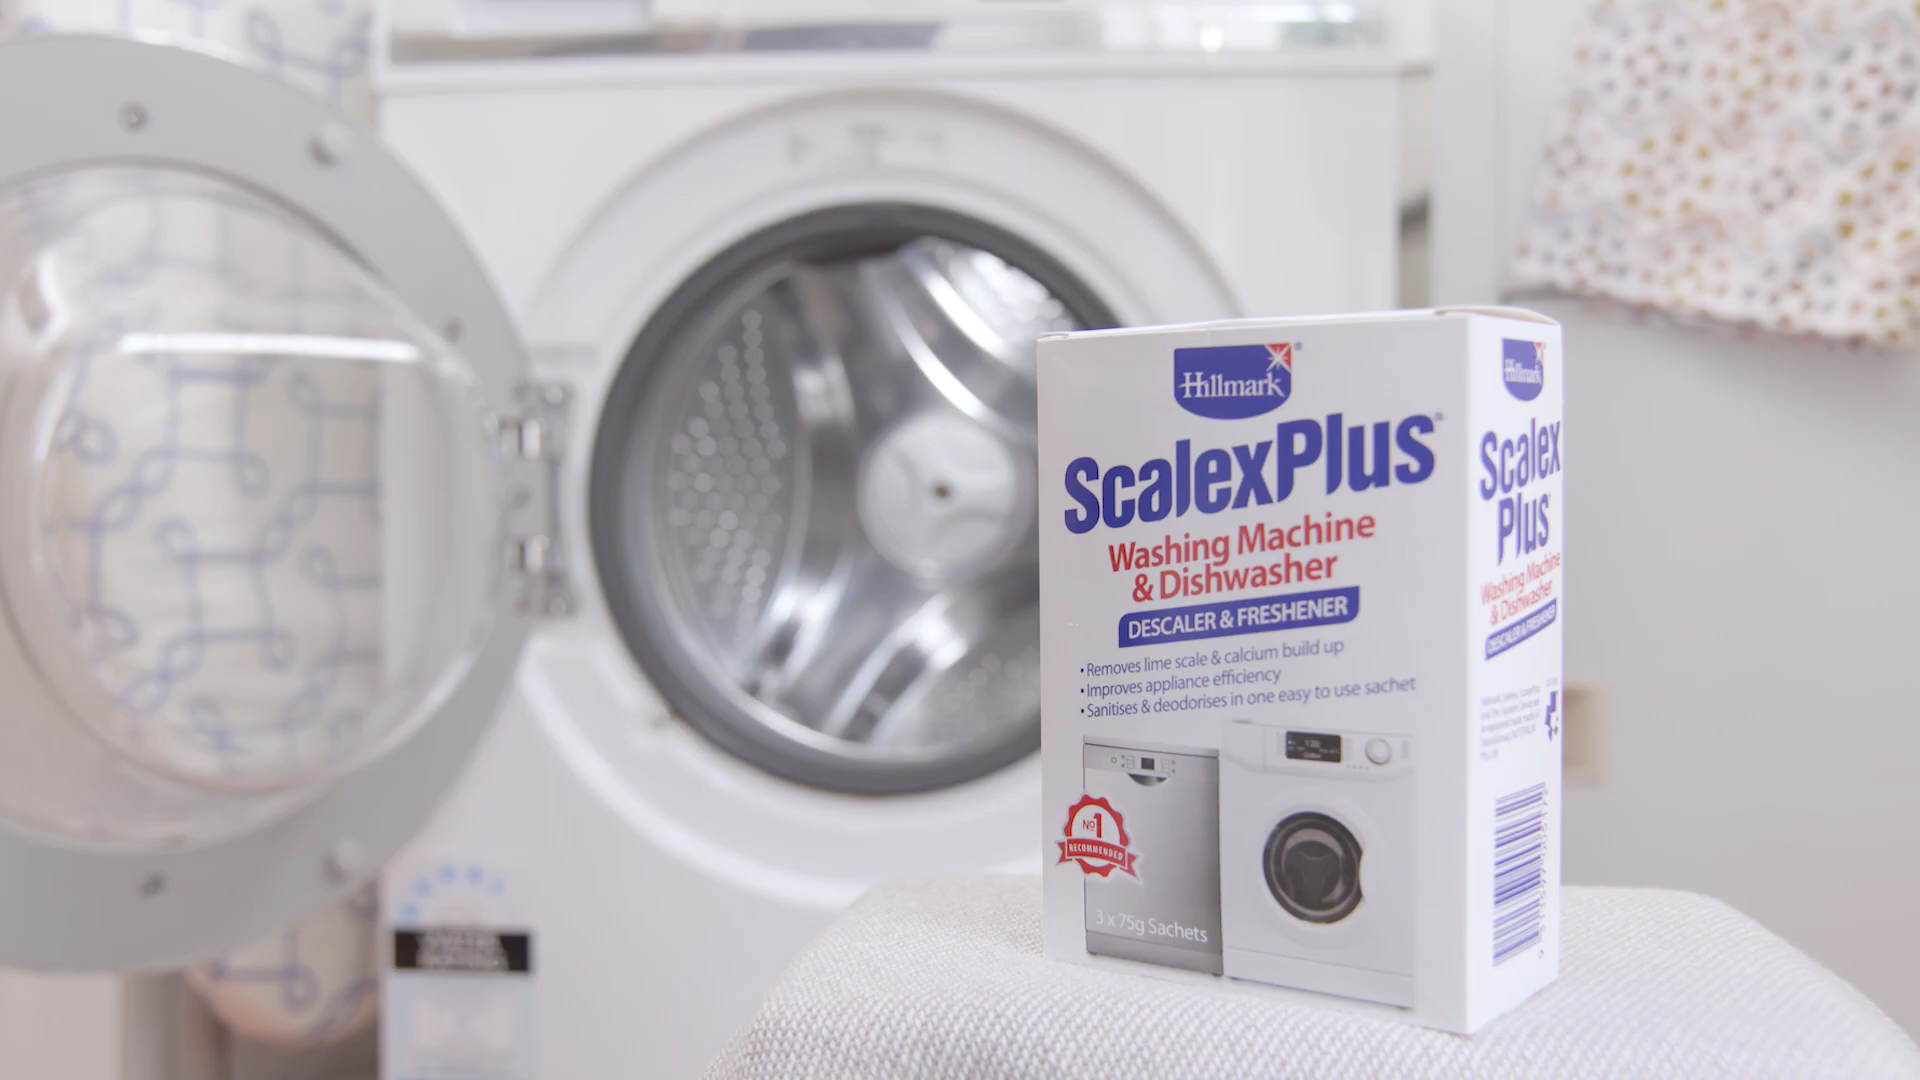 Hillmark
ScalexPlus
Washing Machine
& Dishwasher
DESCALER & FRESHENER
• Removes lime scale & calcium build up
• Improves appliance efficiency
• Sanitises & deodorises in one easy to use sachet
No 1
RECOMMENDED
3 x 75g Sachets
Hillmark
Scalex
Plus
Washing Machine
& Dishwasher
DESCALER & FRESHENER